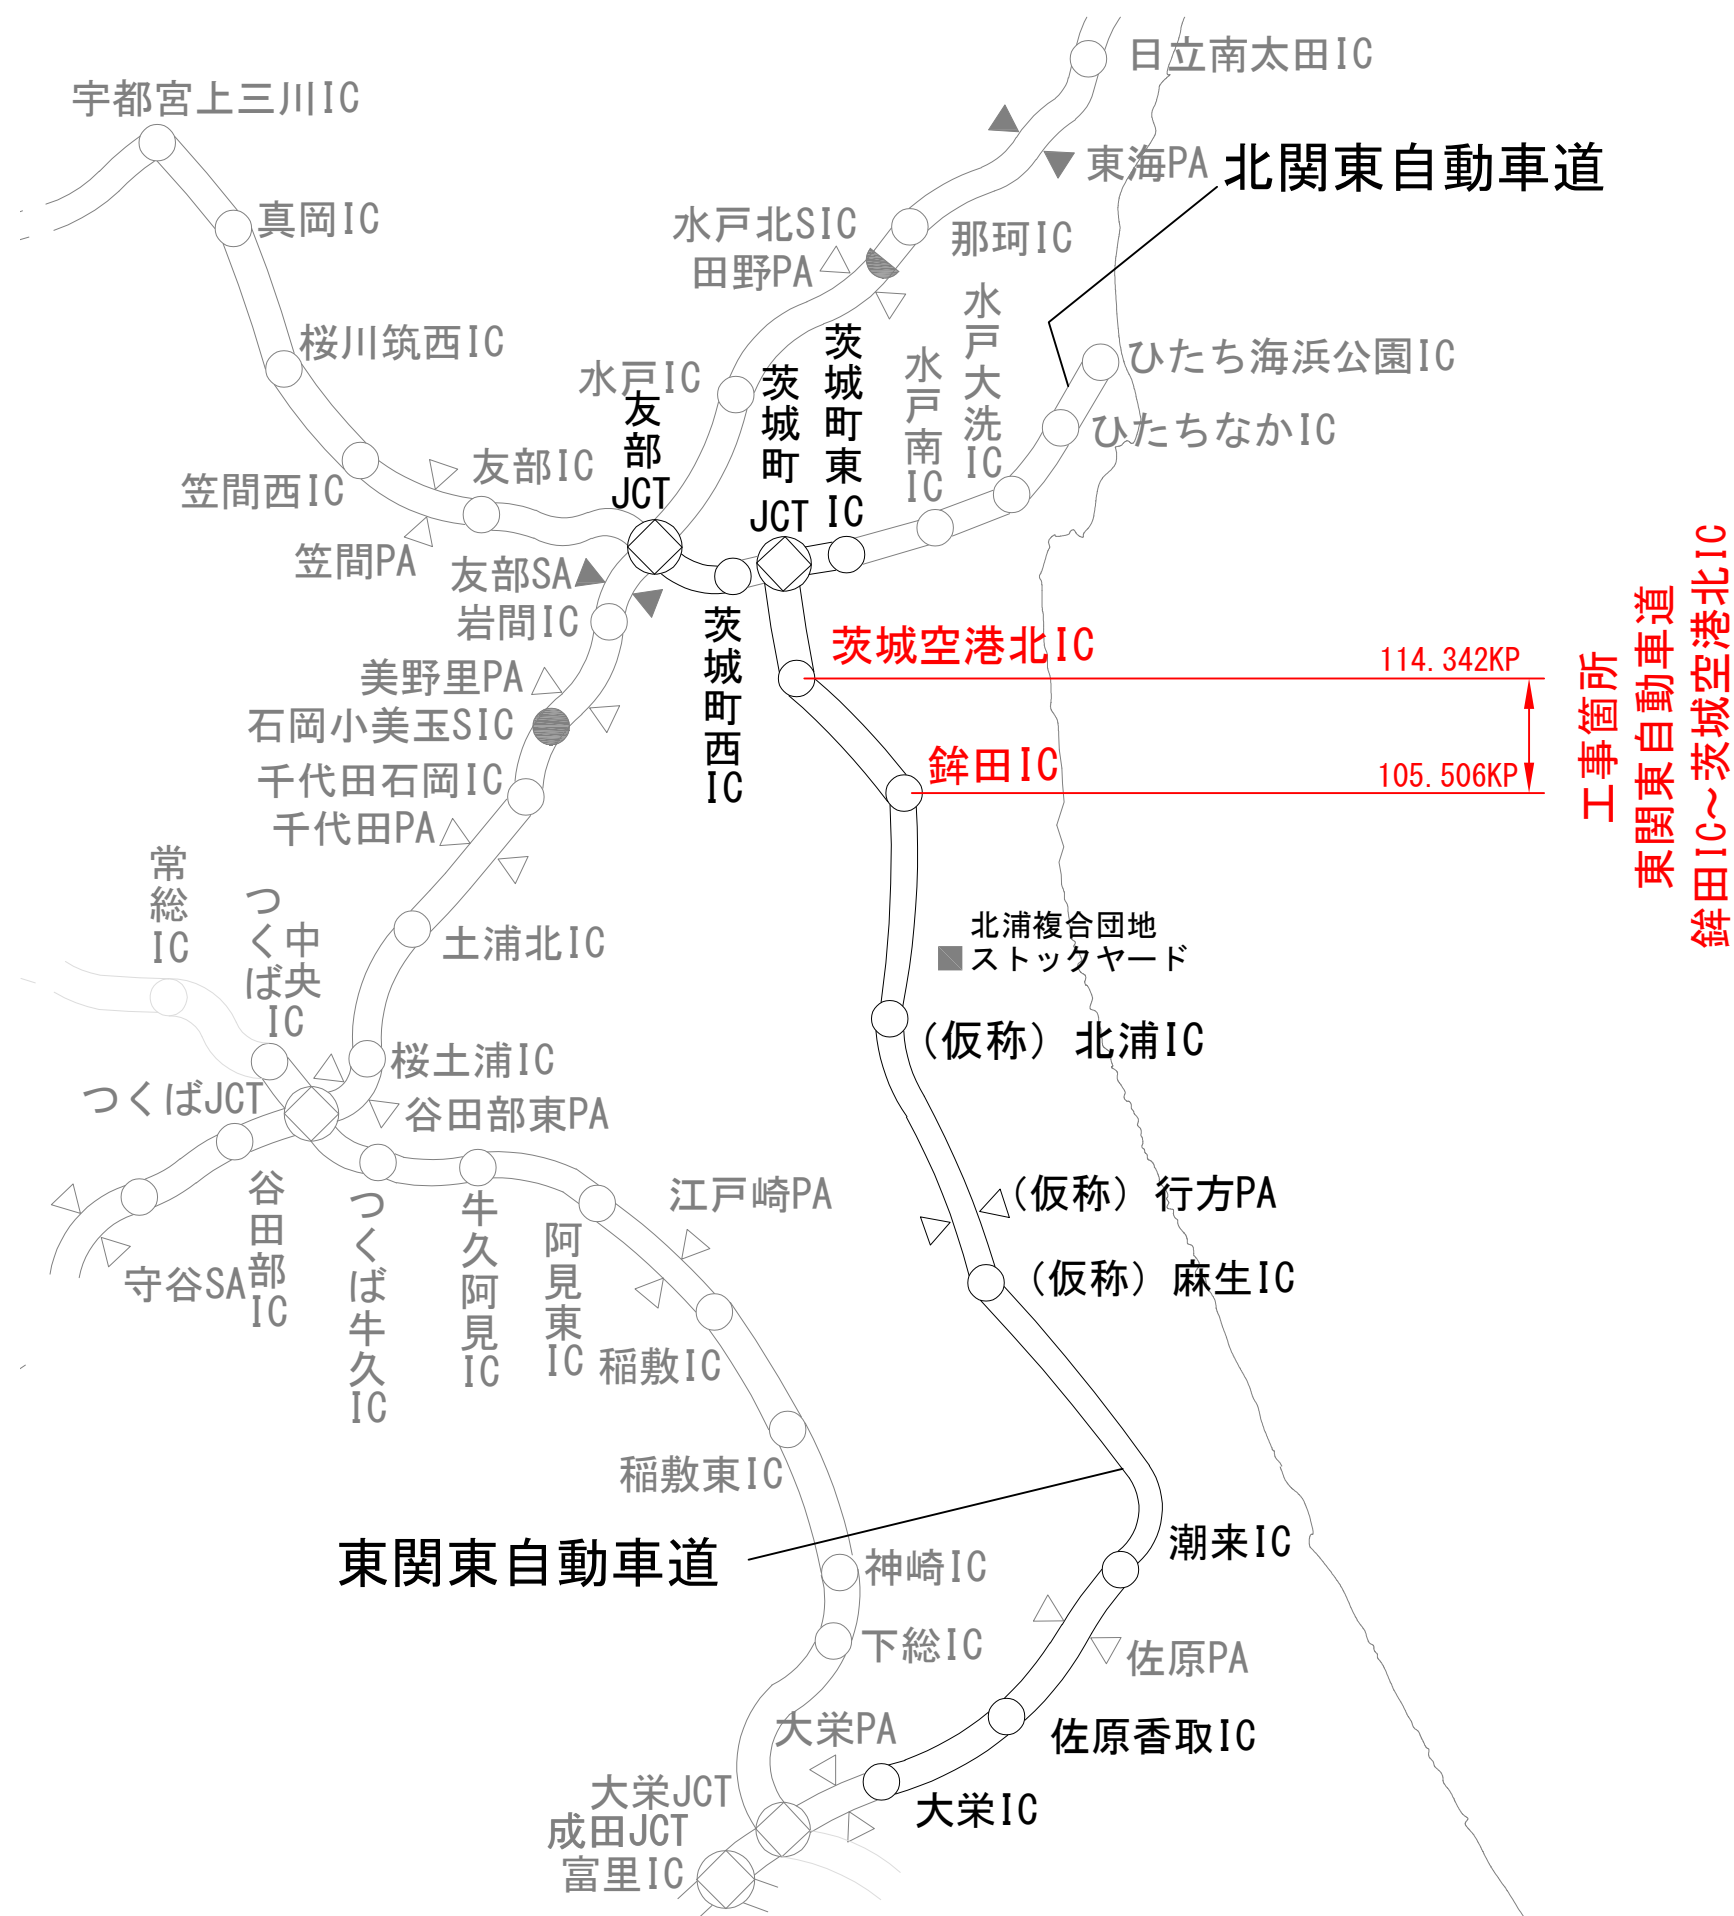 日立南太田IC
宇都宮上三川IC
東海PA
北関東自動車道
真岡IC
水戸北SIC
那珂IC
田野PA
水戸大洗IC
桜川筑西IC
茨城町東IC
水戸南IC
ひたち海浜公園IC
水戸IC
茨城町JCT
友部JCT
ひたちなかIC
友部IC
笠間西IC
笠間PA
友部SA
岩間IC
茨城町西IC
茨城空港北IC
114.342KP
美野里PA
石岡小美玉SIC
鉾田IC
105.506KP
工事箇所
東関東自動車道
鉾田IC～茨城空港北IC
千代田石岡IC
千代田PA
常総IC
つくば中央IC
土浦北IC
北浦複合団地
ストックヤード
(仮称)北浦IC
桜土浦IC
つくばJCT
谷田部東PA
谷田部IC
つくば牛久IC
牛久阿見IC
阿見東IC
江戸崎PA
(仮称)行方PA
守谷SA
(仮称)麻生IC
稲敷IC
稲敷東IC
東関東自動車道
潮来IC
神崎IC
下総IC
佐原PA
大栄PA
佐原香取IC
大栄JCT
大栄IC
成田JCT
富里IC